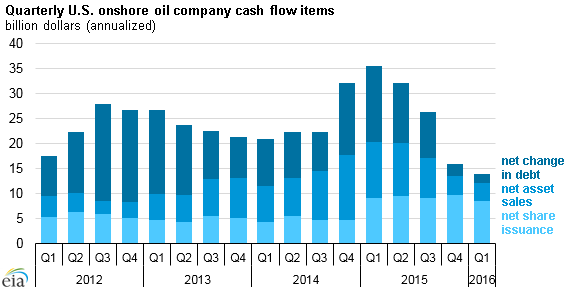 Quarterly U.S. onshore oil company cash flow items
billion dollars (annualized)
40
35
30
25
20
15
10
5
0
net change
in debt
net asset
sales
net share
issuance
Q1 Q2 Q3 Q4 Q1 Q2 Q3 Q4 Q1 Q2 Q3 Q4 Q1 Q2 Q3 Q4 Q1
2012 2013 2014 2015 2016
eia